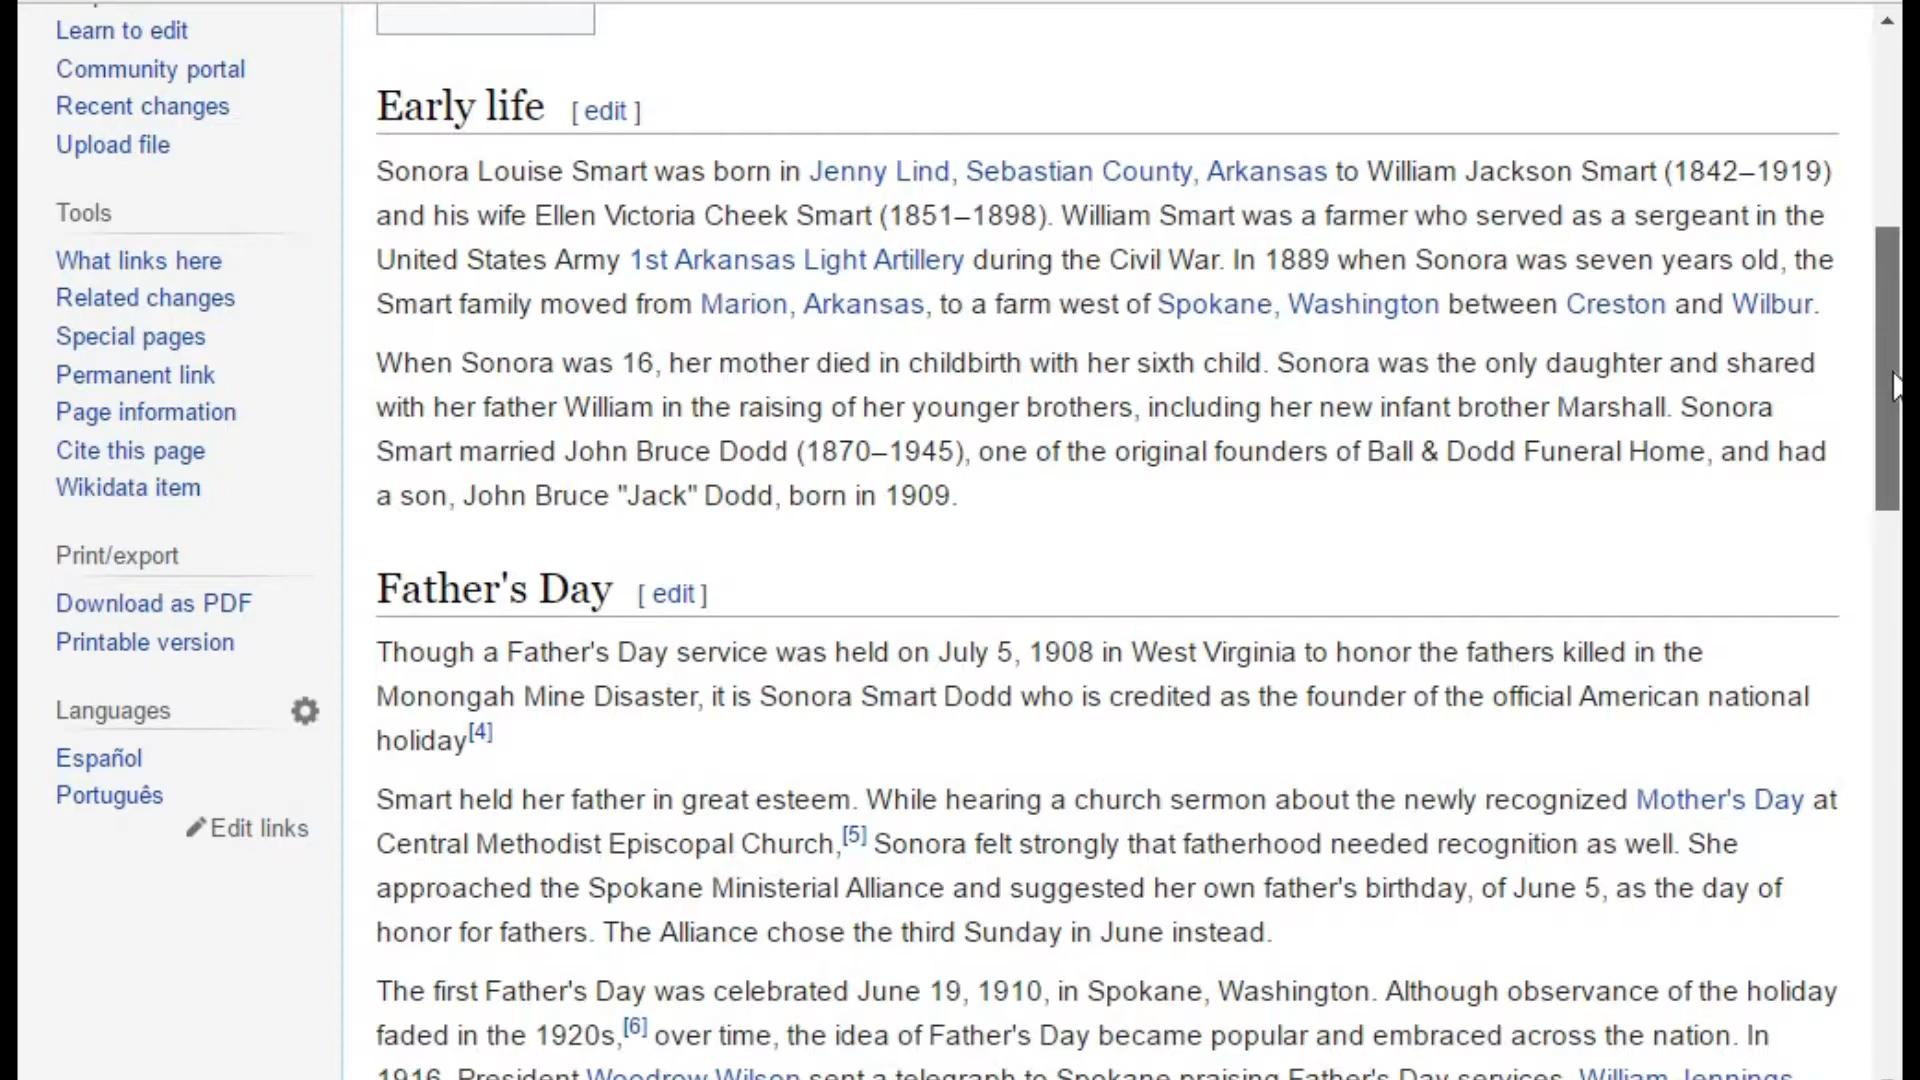 Learn to edit
Community portal
Recent changes
Upload file
Tools
What links here
Related changes
Special pages
Permanent link
Page information
Cite this page
Wikidata item
Print/export
Download as PDF
Printable version
Languages
Español
Português
Edit links
Early life [ edit ]
Sonora Louise Smart was born in Jenny Lind, Sebastian County, Arkansas to William Jackson Smart (1842–1919)
and his wife Ellen Victoria Cheek Smart (1851–1898). William Smart was a farmer who served as a sergeant in the
United States Army 1st Arkansas Light Artillery during the Civil War. In 1889 when Sonora was seven years old, the
Smart family moved from Marion, Arkansas, to a farm west of Spokane, Washington between Creston and Wilbur.
When Sonora was 16, her mother died in childbirth with her sixth child. Sonora was the only daughter and shared
with her father William in the raising of her younger brothers, including her new infant brother Marshall. Sonora
Smart married John Bruce Dodd (1870–1945), one of the original founders of Ball & Dodd Funeral Home, and had
a son, John Bruce "Jack" Dodd, born in 1909.
Father's Day [ edit ]
Though a Father's Day service was held on July 5, 1908 in West Virginia to honor the fathers killed in the
Monongah Mine Disaster, it is Sonora Smart Dodd who is credited as the founder of the official American national
holiday[4]
Smart held her father in great esteem. While hearing a church sermon about the newly recognized Mother's Day at
Central Methodist Episcopal Church,[5] Sonora felt strongly that fatherhood needed recognition as well. She
approached the Spokane Ministerial Alliance and suggested her own father's birthday, of June 5, as the day of
honor for fathers. The Alliance chose the third Sunday in June instead.
The first Father's Day was celebrated June 19, 1910, in Spokane, Washington. Although observance of the holiday
faded in the 1920s,[6] over time, the idea of Father's Day became popular and embraced across the nation. In
1916, President Woodrow Wilson sent a telegraph to Spokane praising Father's Day services. William Jennings